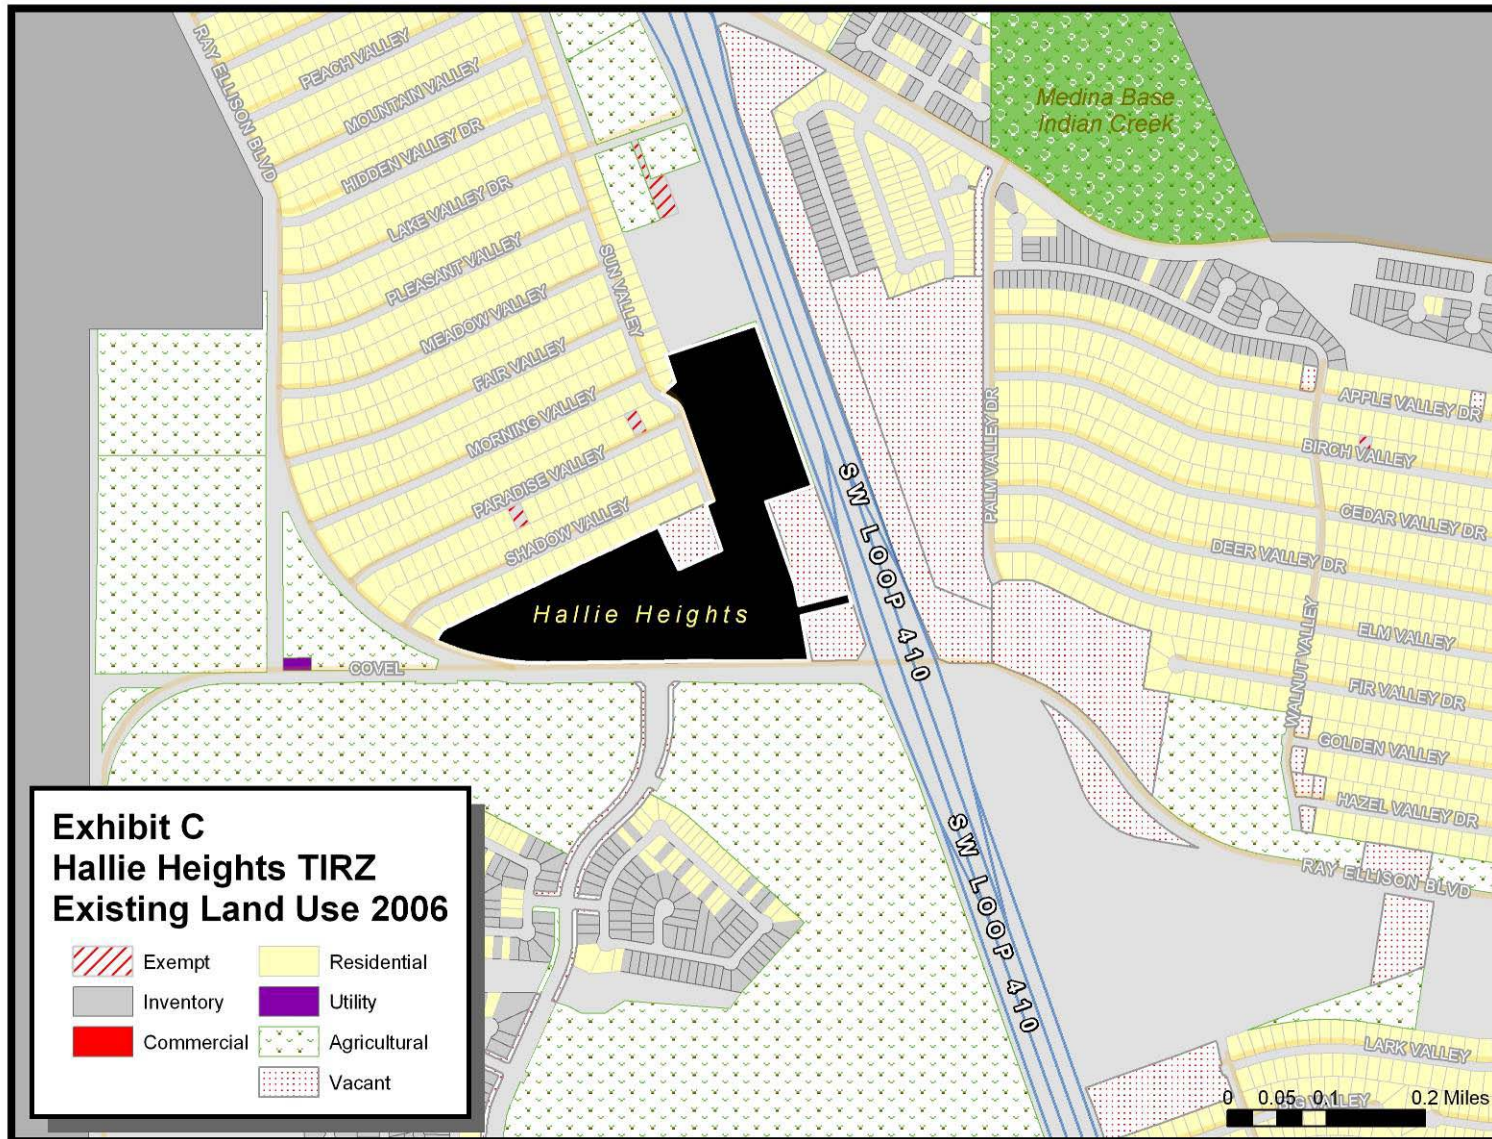 RAY ELLISON BLVD
PEACH VALLEY
MOUNTAIN VALLEY
HIDDEN VALLEY DR
LAKE VALLEY DR
PLEASANT VALLEY
SUN VALLEY
MEADOW VALLEY
FAIR VALLEY
MORNING VALLEY
PARADISE VALLEY
SHADOW VALLEY
Medina Base
Indian Creek
Hallie Heights
COVEL
SW LOOP 410
SW LOOP 410
PALM VALLEY DR
APPLE VALLEY DR
BIRCH VALLEY
CEDAR VALLEY DR
DEER VALLEY DR
ELM VALLEY
WALNUT VALLEY
FIR VALLEY DR
GOLDEN VALLEY
HAZEL VALLEY DR
RAY ELLISON BLVD
LARK VALLEY
BIG VALLEY
0 0.05 0.1 0.2 Miles
Exhibit C
Hallie Heights TIRZ
Existing Land Use 2006
Exempt
Residential
Inventory
Utility
Commercial
Agricultural
Vacant